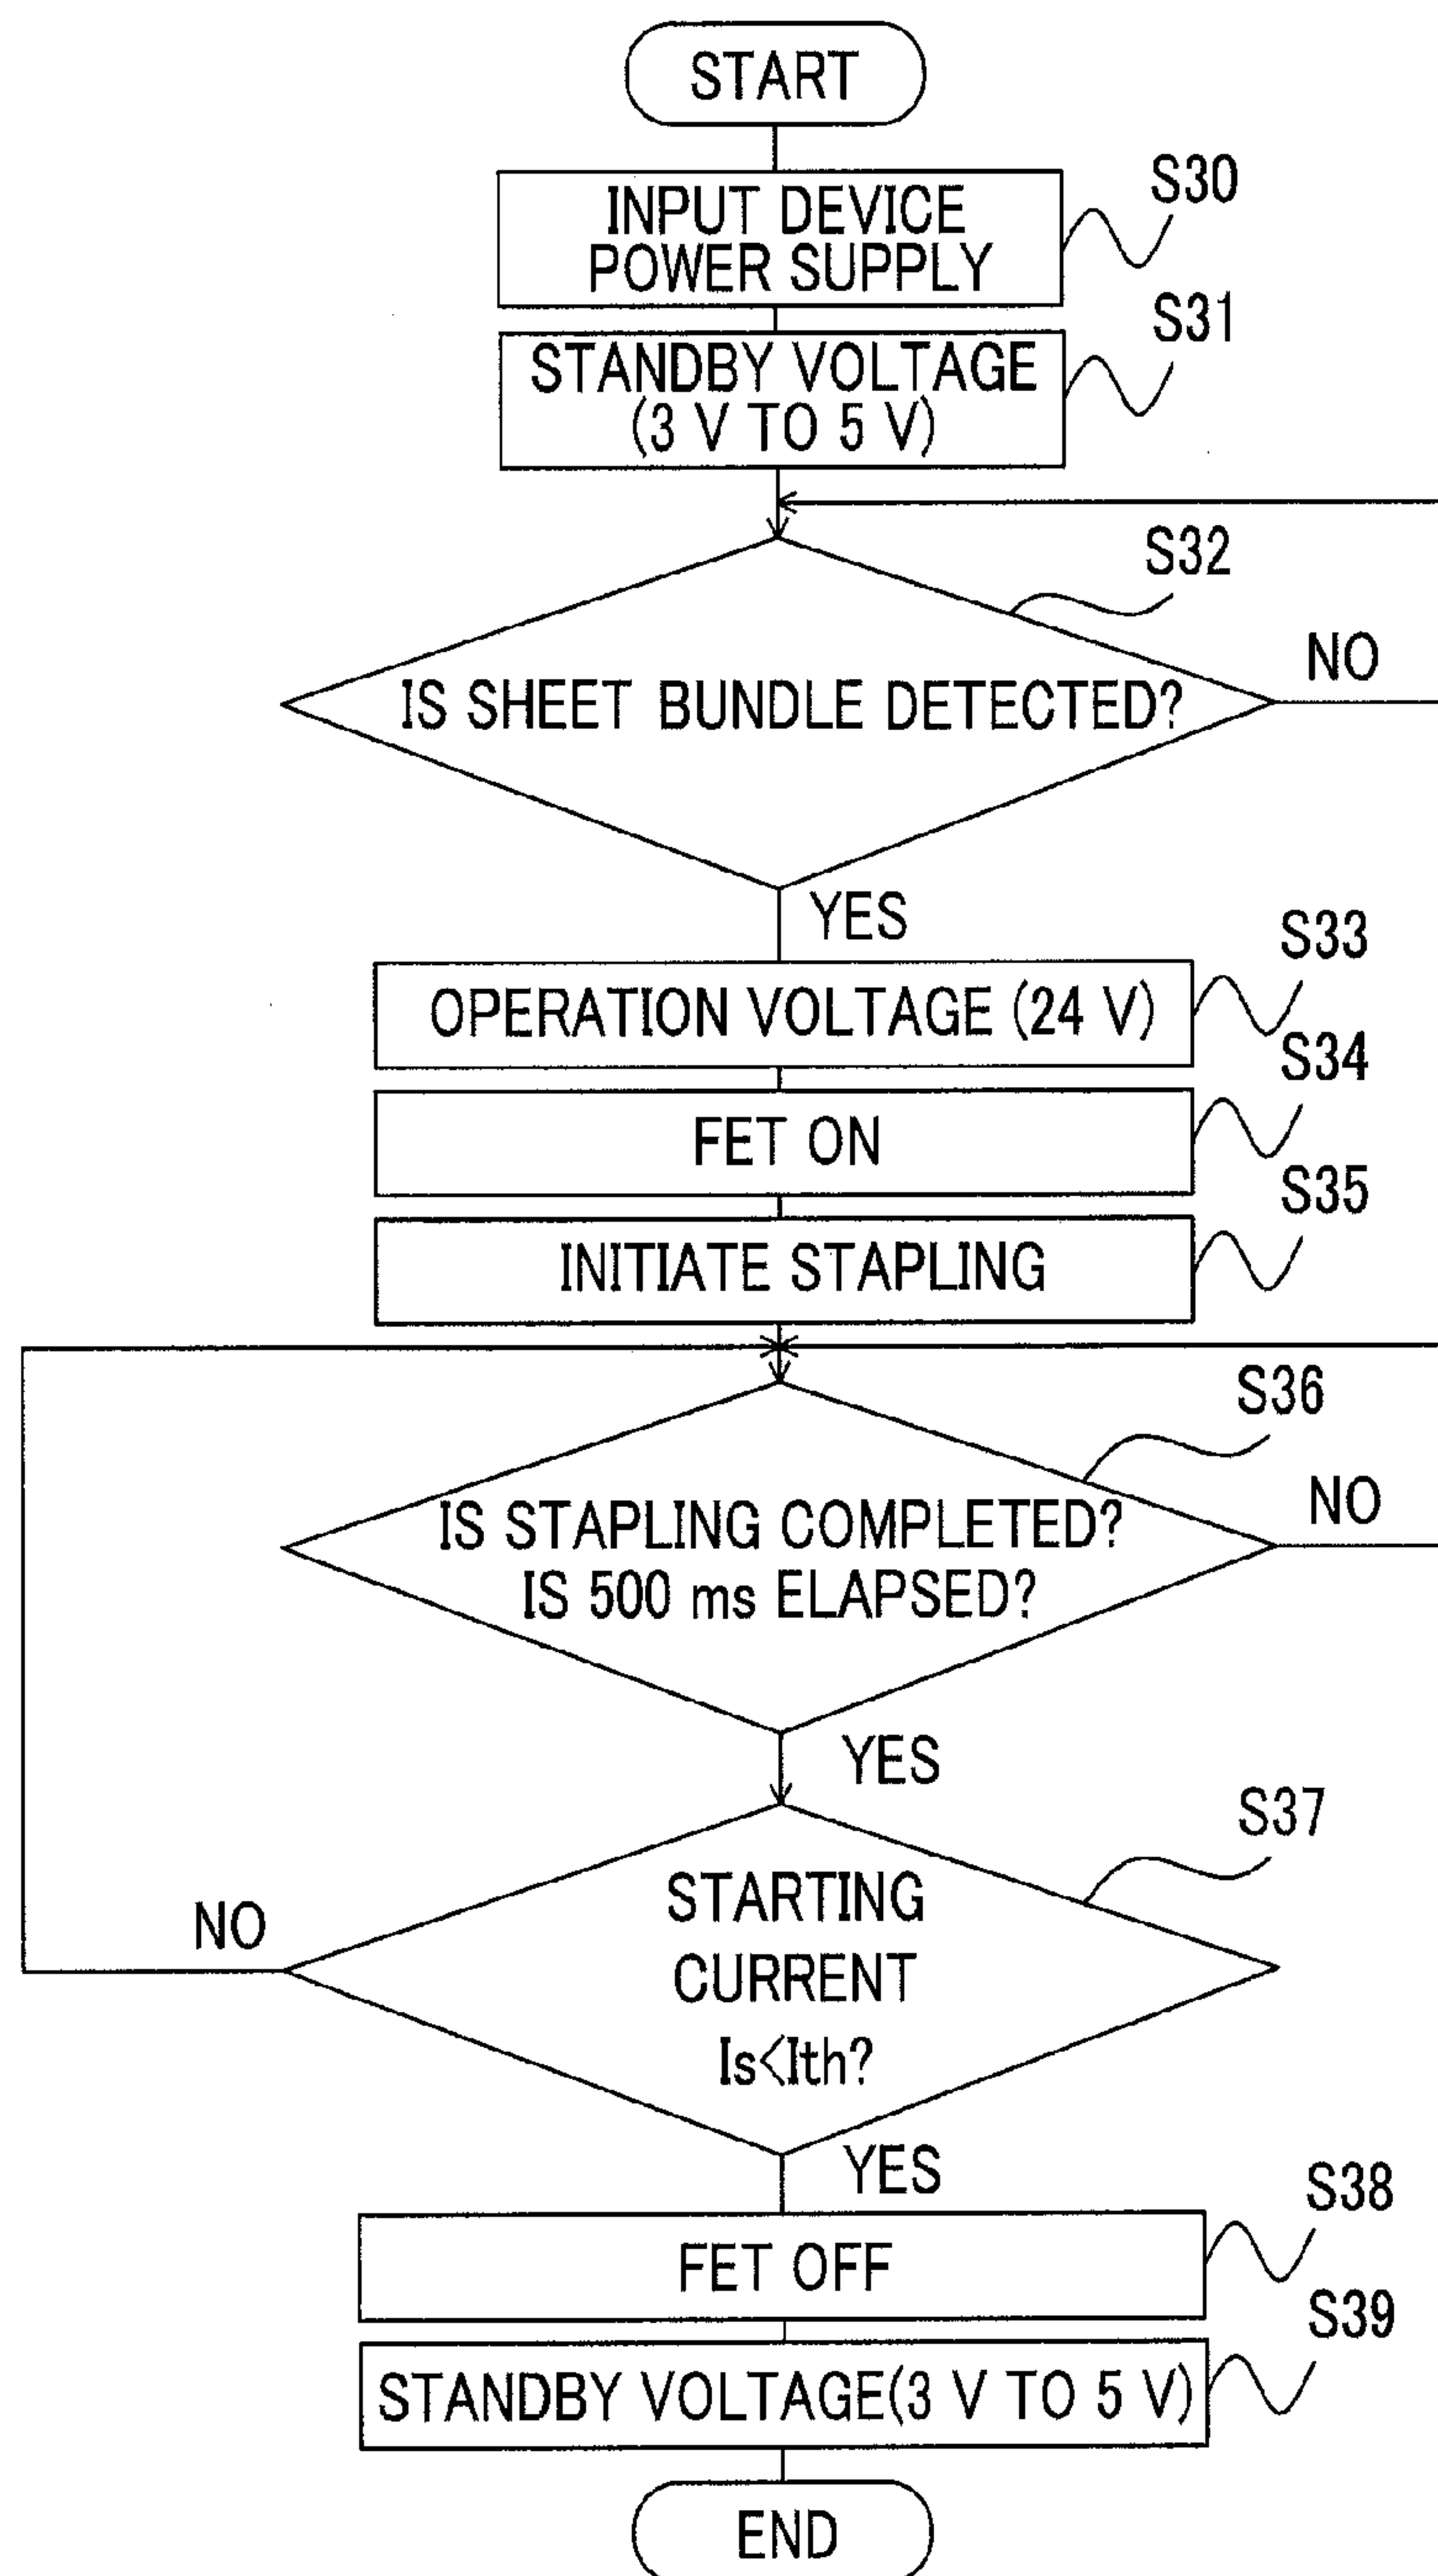 START
S30
INPUT DEVICE
POWER SUPPLY
S31
STANDBY VOLTAGE
(3 V TO 5 V)
S32
IS SHEET BUNDLE DETECTED?
NO
YES
S33
OPERATION VOLTAGE (24 V)
S34
FET ON
S35
INITIATE STAPLING
S36
IS STAPLING COMPLETED?
IS 500 ms ELAPSED?
NO
YES
S37
STARTING
CURRENT
Is<Ith?
NO
YES
S38
FET OFF
S39
STANDBY VOLTAGE(3 V TO 5 V)
END